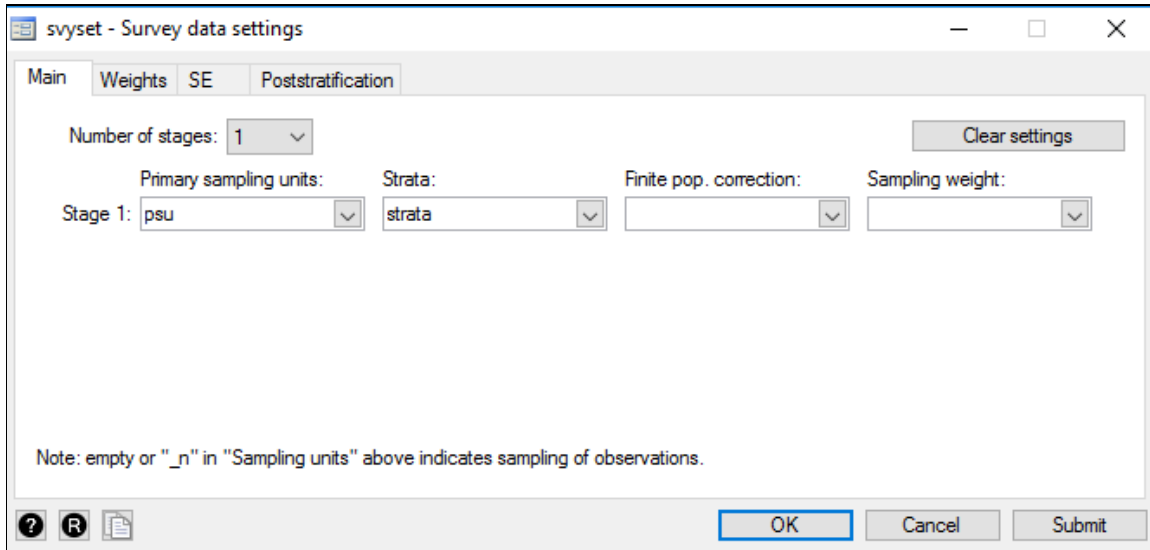 svyset - Survey data settings
Main Weights SE Poststratification
Number of stages: 1 Clear settings
Primary sampling units: Strata: Finite pop. correction: Sampling weight:
Stage 1: psu strata
Note: empty or "_n" in "Sampling units" above indicates sampling of observations.
? R OK Cancel Submit